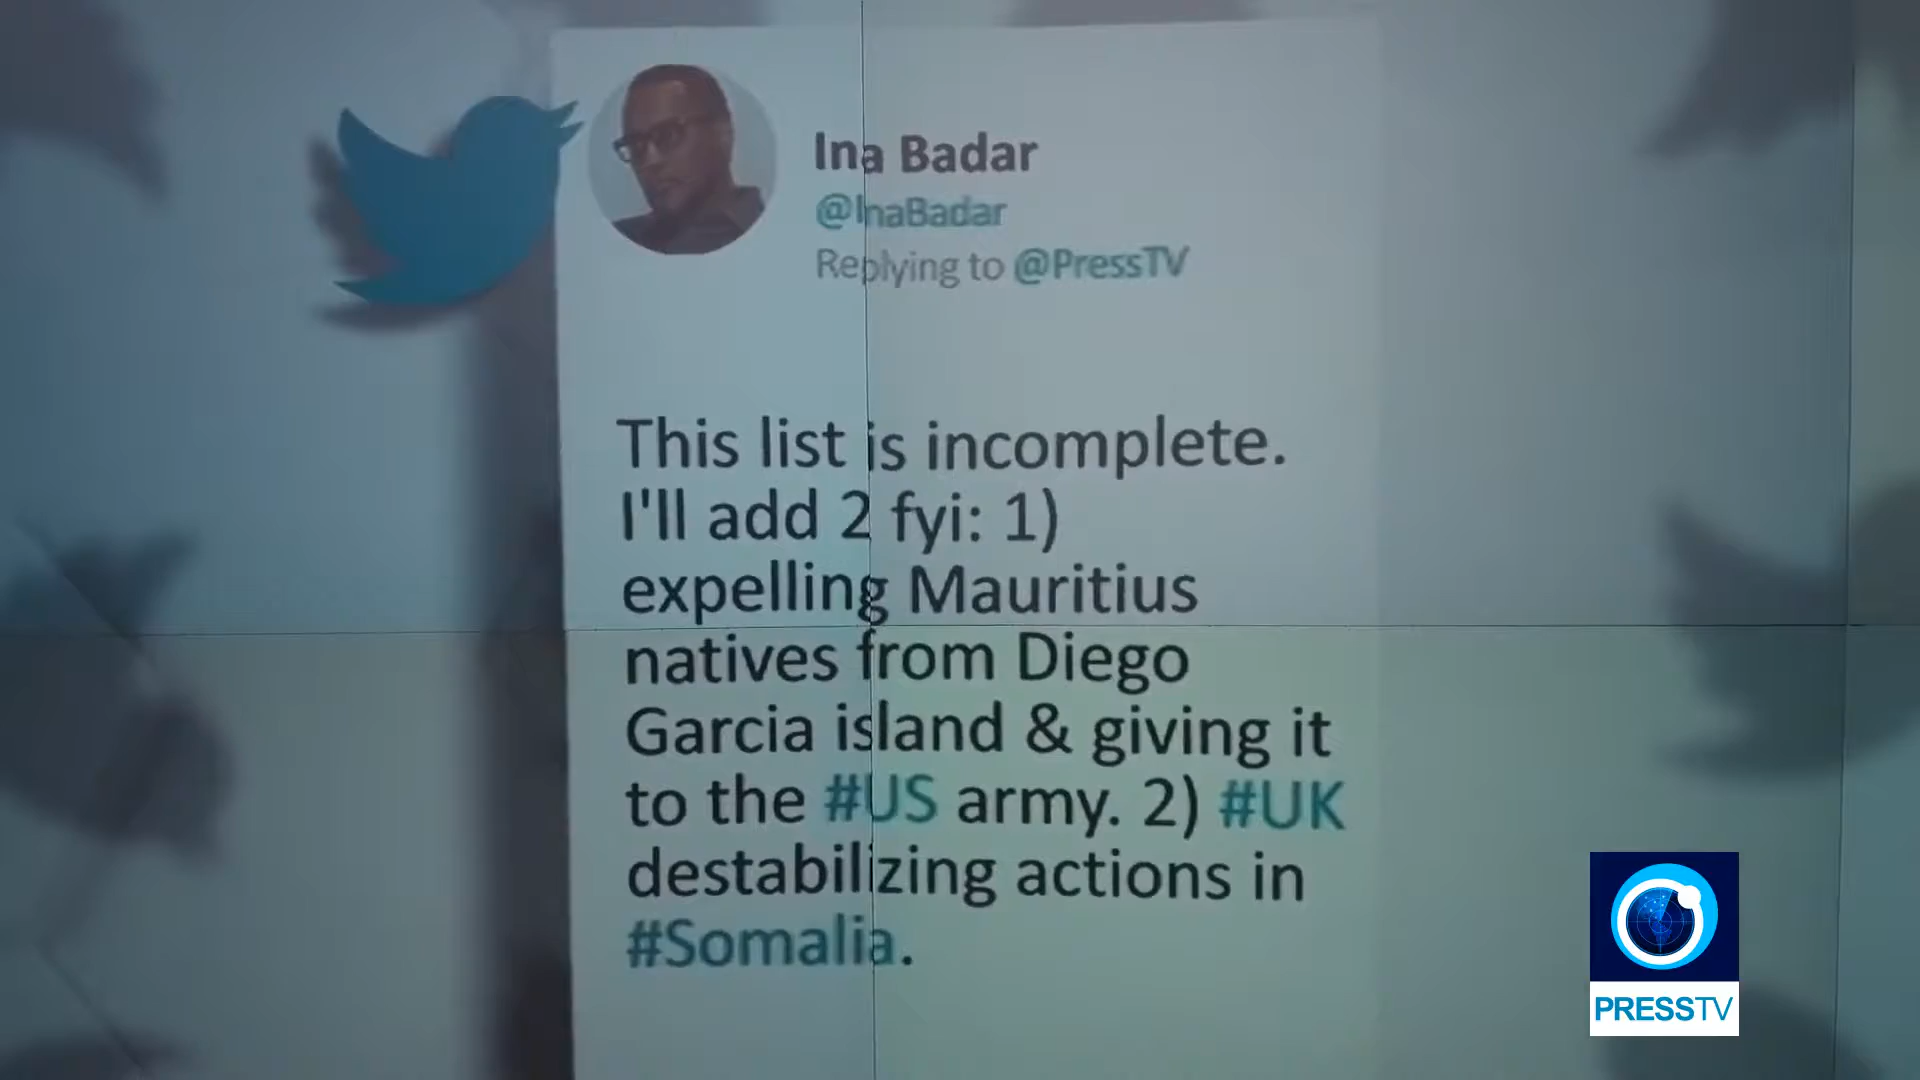 Ina Badar
@InaBadar
Replying to @PressTV
This list is incomplete.
I'll add 2 fyi: 1)
expelling Mauritius
natives from Diego
Garcia island & giving it
to the #US army. 2) #UK
destabilizing actions in
#Somalia.
PRESSTV